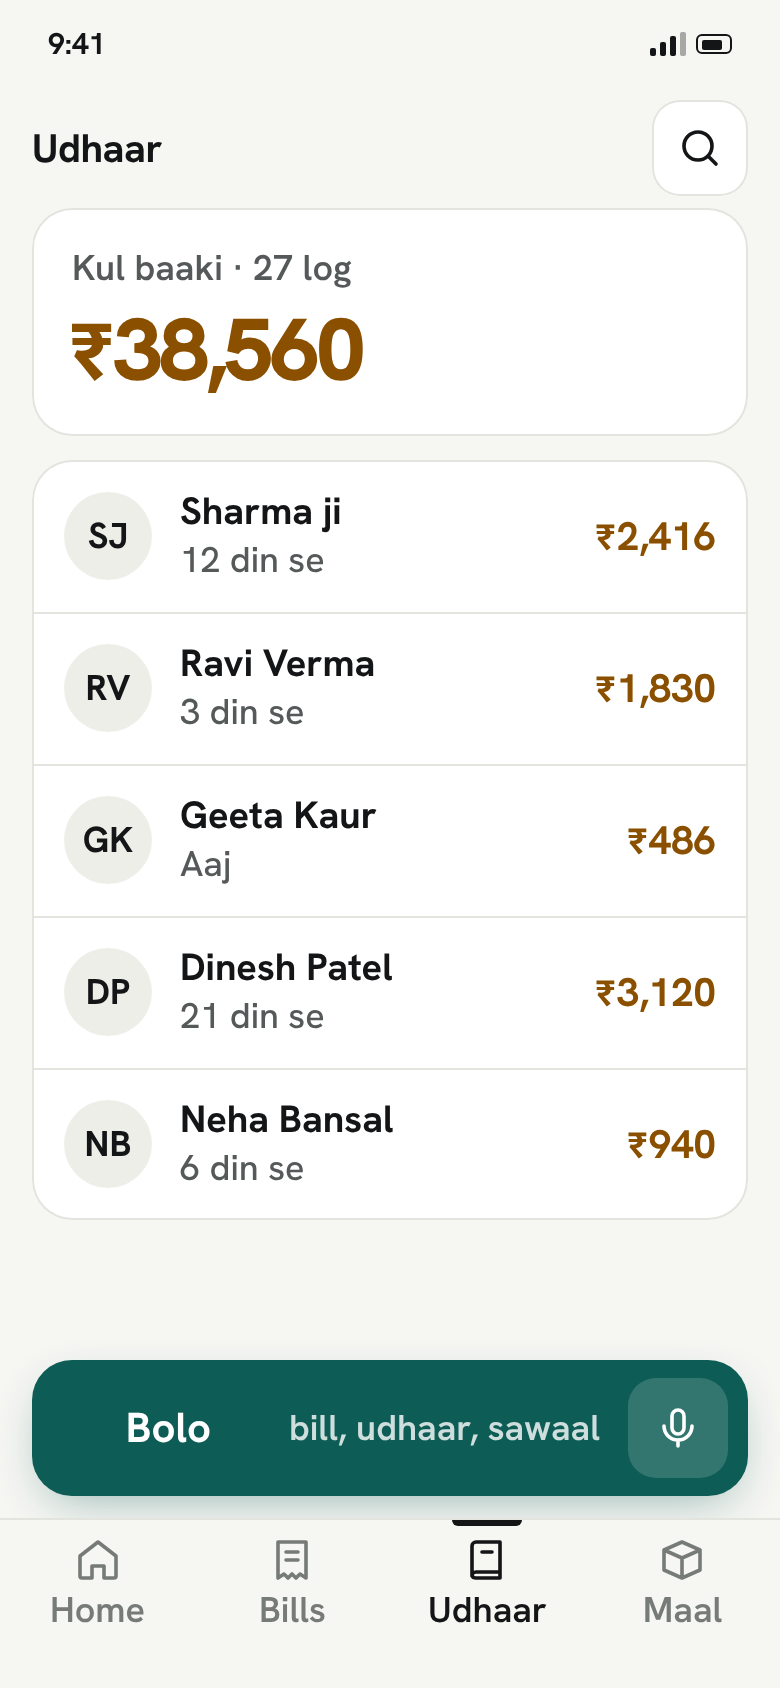 9:41
Udhaar
Kul baaki · 27 log
₹38,560
SJ
Sharma ji
12 din se
₹2,416
RV
Ravi Verma
3 din se
₹1,830
GK
Geeta Kaur
Aaj
₹486
DP
Dinesh Patel
21 din se
₹3,120
NB
Neha Bansal
6 din se
₹940
Bolo bill, udhaar, sawaal
Home Bills Udhaar Maal